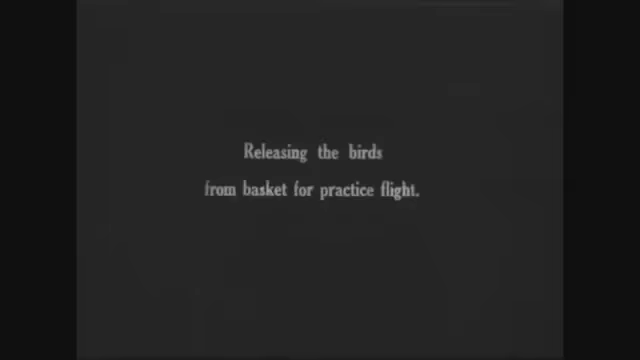 Releasing the birds
from basket for practice flight.